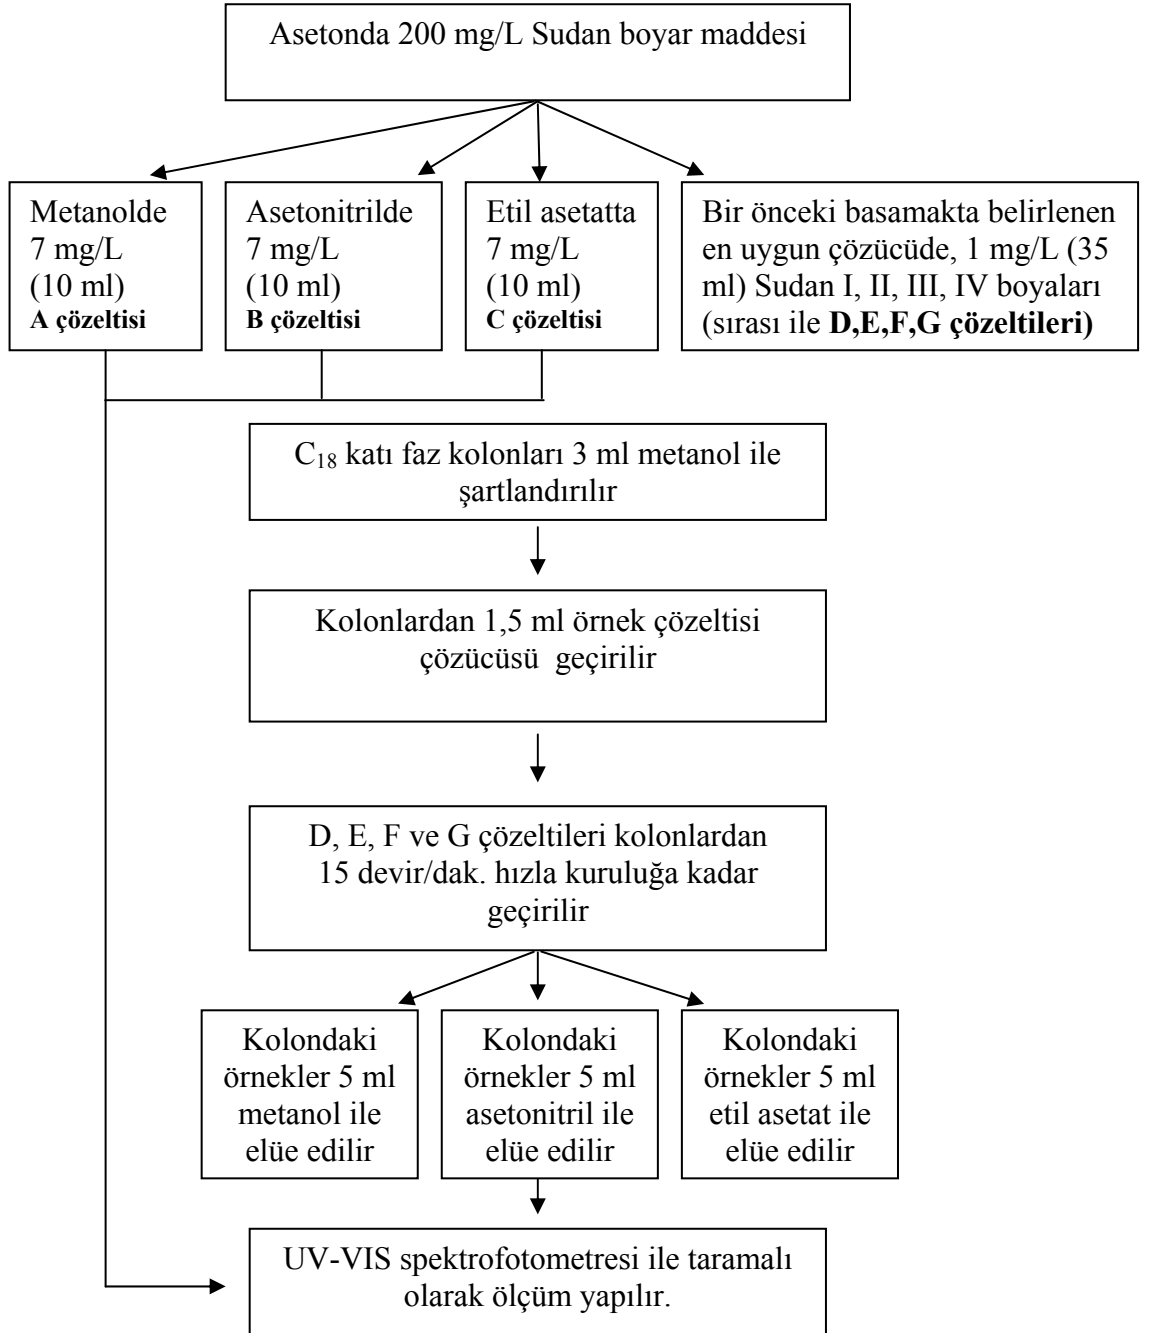 Asetonda 200 mg/L Sudan boyar maddesi
Metanolde
7 mg/L
(10 ml)
A çözeltisi
Asetonitrilde
7 mg/L
(10 ml)
B çözeltisi
Etil asetatta
7 mg/L
(10 ml)
C çözeltisi
Bir önceki basamakta belirlenen
en uygun çözücüde, 1 mg/L (35
ml) Sudan I, II, III, IV boyaları
(sırası ile D,E,F,G çözeltileri)
C₁₈ katı faz kolonları 3 ml metanol ile
şartlandırılır
Kolonlardan 1,5 ml örnek çözeltisi
çözücüsü geçirilir
D, E, F ve G çözeltileri kolonlardan
15 devir/dak. hızla kuruluğa kadar
geçirilir
Kolondaki
örnekler 5 ml
metanol ile
elüe edilir
Kolondaki
örnekler 5 ml
asetonitril ile
elüe edilir
Kolondaki
örnekler 5 ml
etil asetat ile
elüe edilir
UV-VIS spektrofotometresi ile taramalı
olarak ölçüm yapılır.